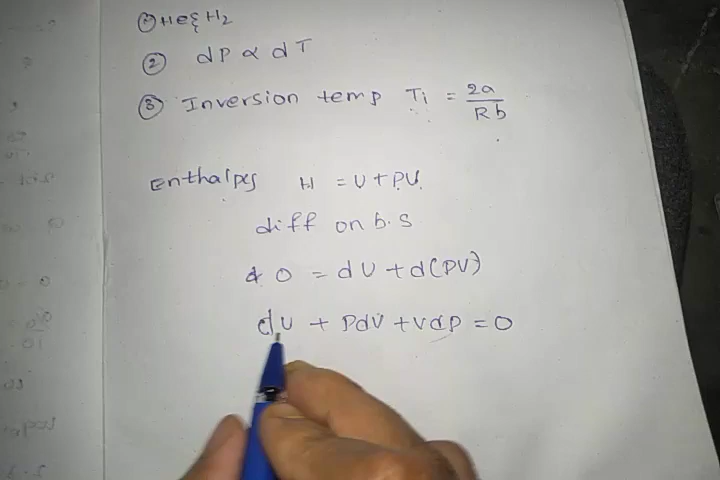 ① He & H₂
② dP ∝ dT
③ Inversion temp Ti = 2a/Rb
Enthalpy H = U + PV
diff on b.s
0 = dU + d(PV)
dU + PdV + VdP = 0